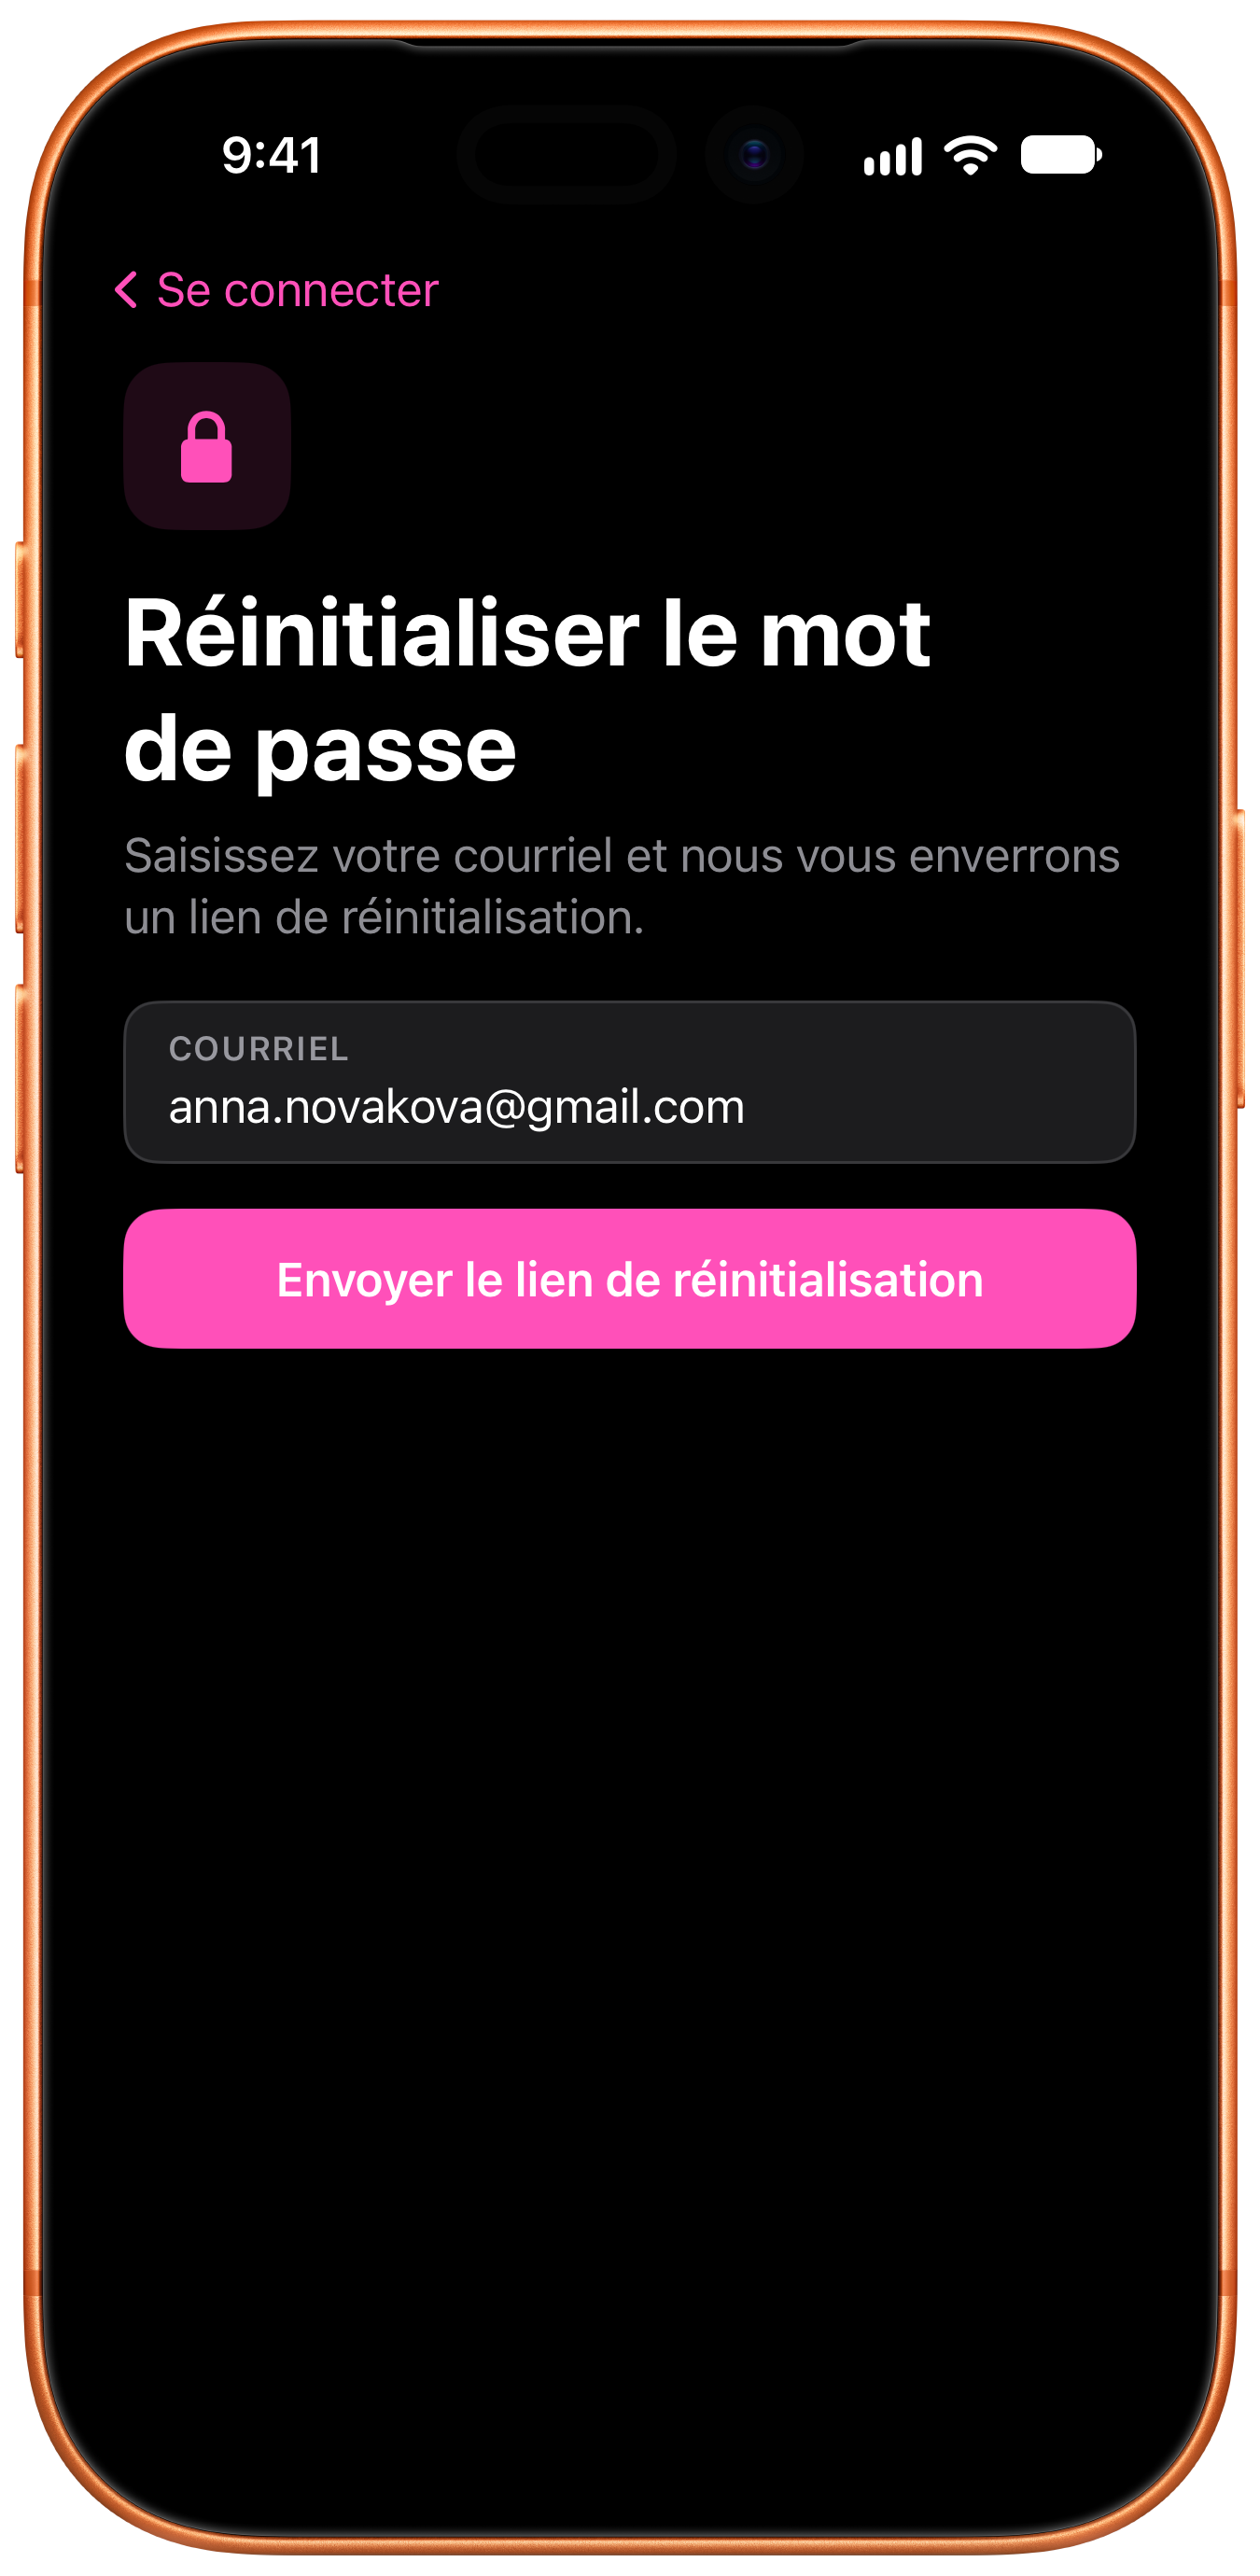 9:41
Se connecter
Réinitialiser le mot
de passe
Saisissez votre courriel et nous vous enverrons
un lien de réinitialisation.
COURRIEL
anna.novakova@gmail.com
Envoyer le lien de réinitialisation